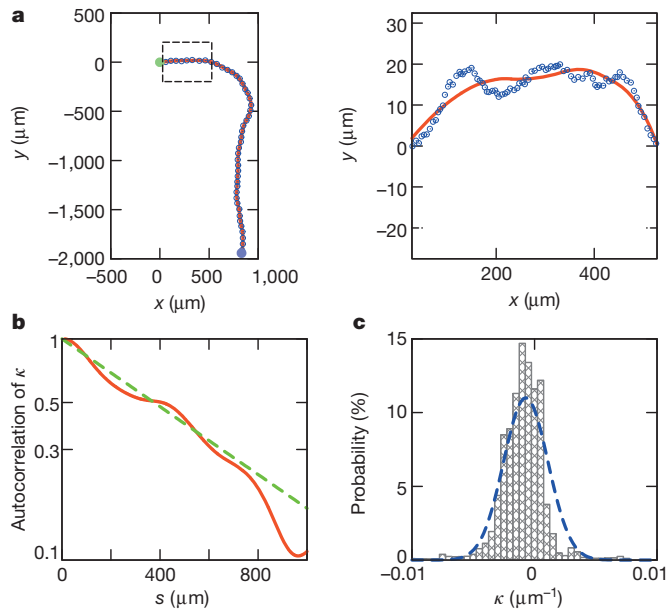 a
0
−500
−1,000
−1,500
−2,000
y (μm)
−500 0 500 1,000
x (μm)
30
20
10
0
−10
−20
y (μm)
200 400
x (μm)
b
1
0.5
0.3
0.1
Autocorrelation of κ
0 400 800
s (μm)
c
15
10
5
0
Probability (%)
−0.01 0 0.01
κ (μm⁻¹)